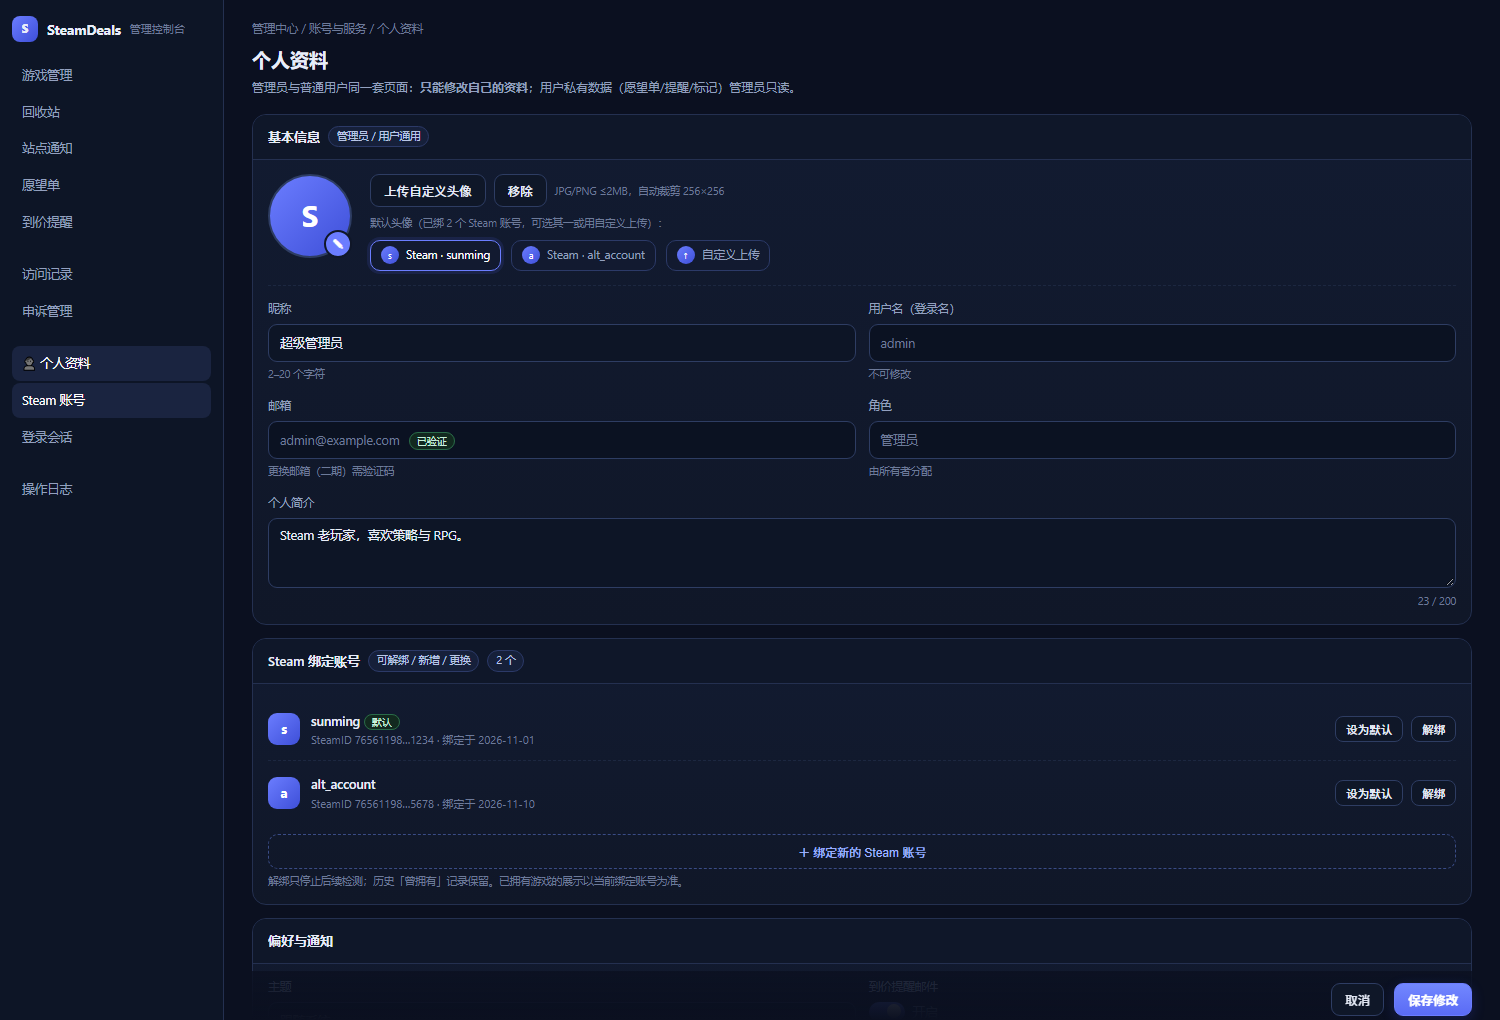 S SteamDeals 管理控制台
游戏管理
回收站
站点通知
愿望单
到价提醒
访问记录
申诉管理
个人资料
Steam 账号
登录会话
操作日志
管理中心 / 账号与服务 / 个人资料
个人资料
管理员与普通用户同一套页面：只能修改自己的资料；用户私有数据（愿望单/提醒/标记）管理员只读。
基本信息 管理员 / 用户通用
S
上传自定义头像 移除 JPG/PNG ≤2MB，自动裁剪 256×256
默认头像（已绑 2 个 Steam 账号，可选其一或用自定义上传）：
s Steam · sunming a Steam · alt_account ↑ 自定义上传
昵称 用户名（登录名）
超级管理员 admin
2–20 个字符 不可修改
邮箱 角色
admin@example.com 已验证 管理员
更换邮箱（二期）需验证码 由所有者分配
个人简介
Steam 老玩家，喜欢策略与 RPG。
23 / 200
Steam 绑定账号 可解绑 / 新增 / 更换 2 个
s sunming 默认
SteamID 76561198…1234 · 绑定于 2026-11-01
设为默认 解绑
a alt_account
SteamID 76561198…5678 · 绑定于 2026-11-10
设为默认 解绑
＋ 绑定新的 Steam 账号
解绑只停止后续检测；历史「曾拥有」记录保留。已拥有游戏的展示以当前绑定账号为准。
偏好与通知
主题 到价提醒邮件
取消 保存修改